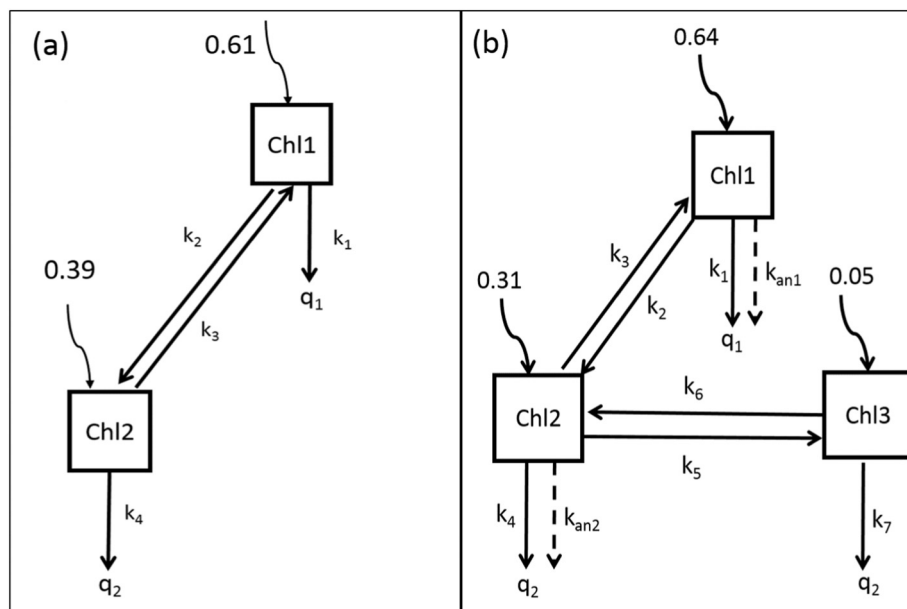 (a)
0.61
Chl1
k₂
k₁
k₃
q₁
0.39
Chl2
k₄
q₂
(b)
0.64
Chl1
k₃
k₂
k₁
kₐₙ₁
q₁
0.31
0.05
Chl2
k₆
Chl3
k₅
k₄
kₐₙ₂
k₇
q₂
q₂